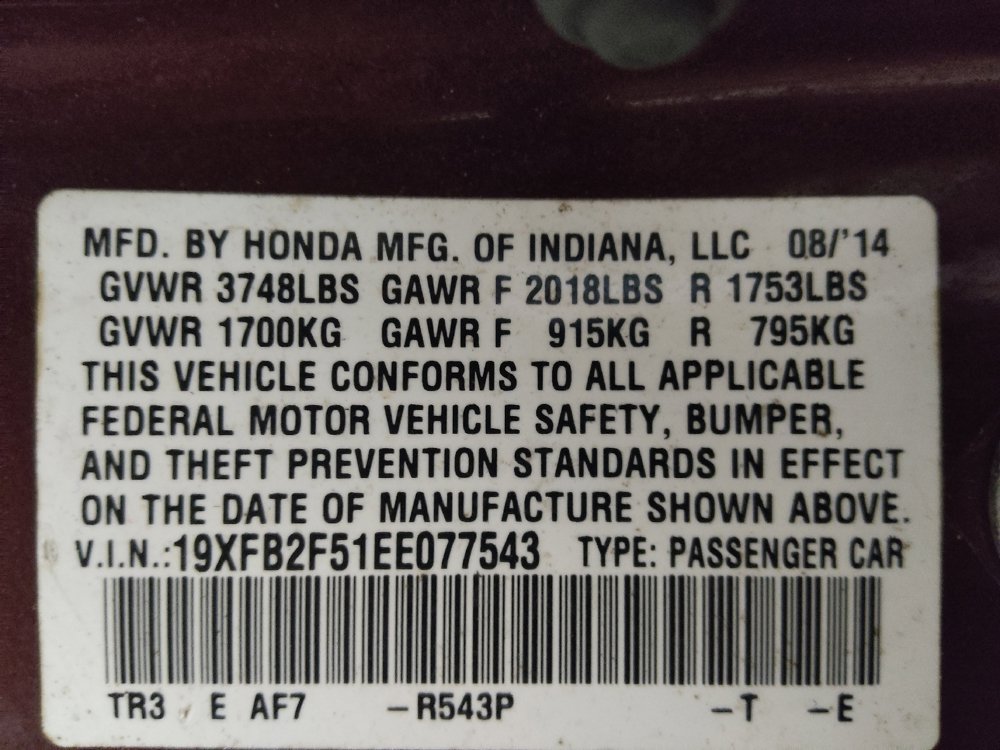 MFD. BY HONDA MFG. OF INDIANA, LLC 08/'14
GVWR 3748LBS GAWR F 2018LBS R 1753LBS
GVWR 1700KG GAWR F 915KG R 795KG
THIS VEHICLE CONFORMS TO ALL APPLICABLE
FEDERAL MOTOR VEHICLE SAFETY, BUMPER,
AND THEFT PREVENTION STANDARDS IN EFFECT
ON THE DATE OF MANUFACTURE SHOWN ABOVE.
V.I.N.:19XFB2F51EE077543 TYPE: PASSENGER CAR
TR3 E AF7 -R543P -T -E